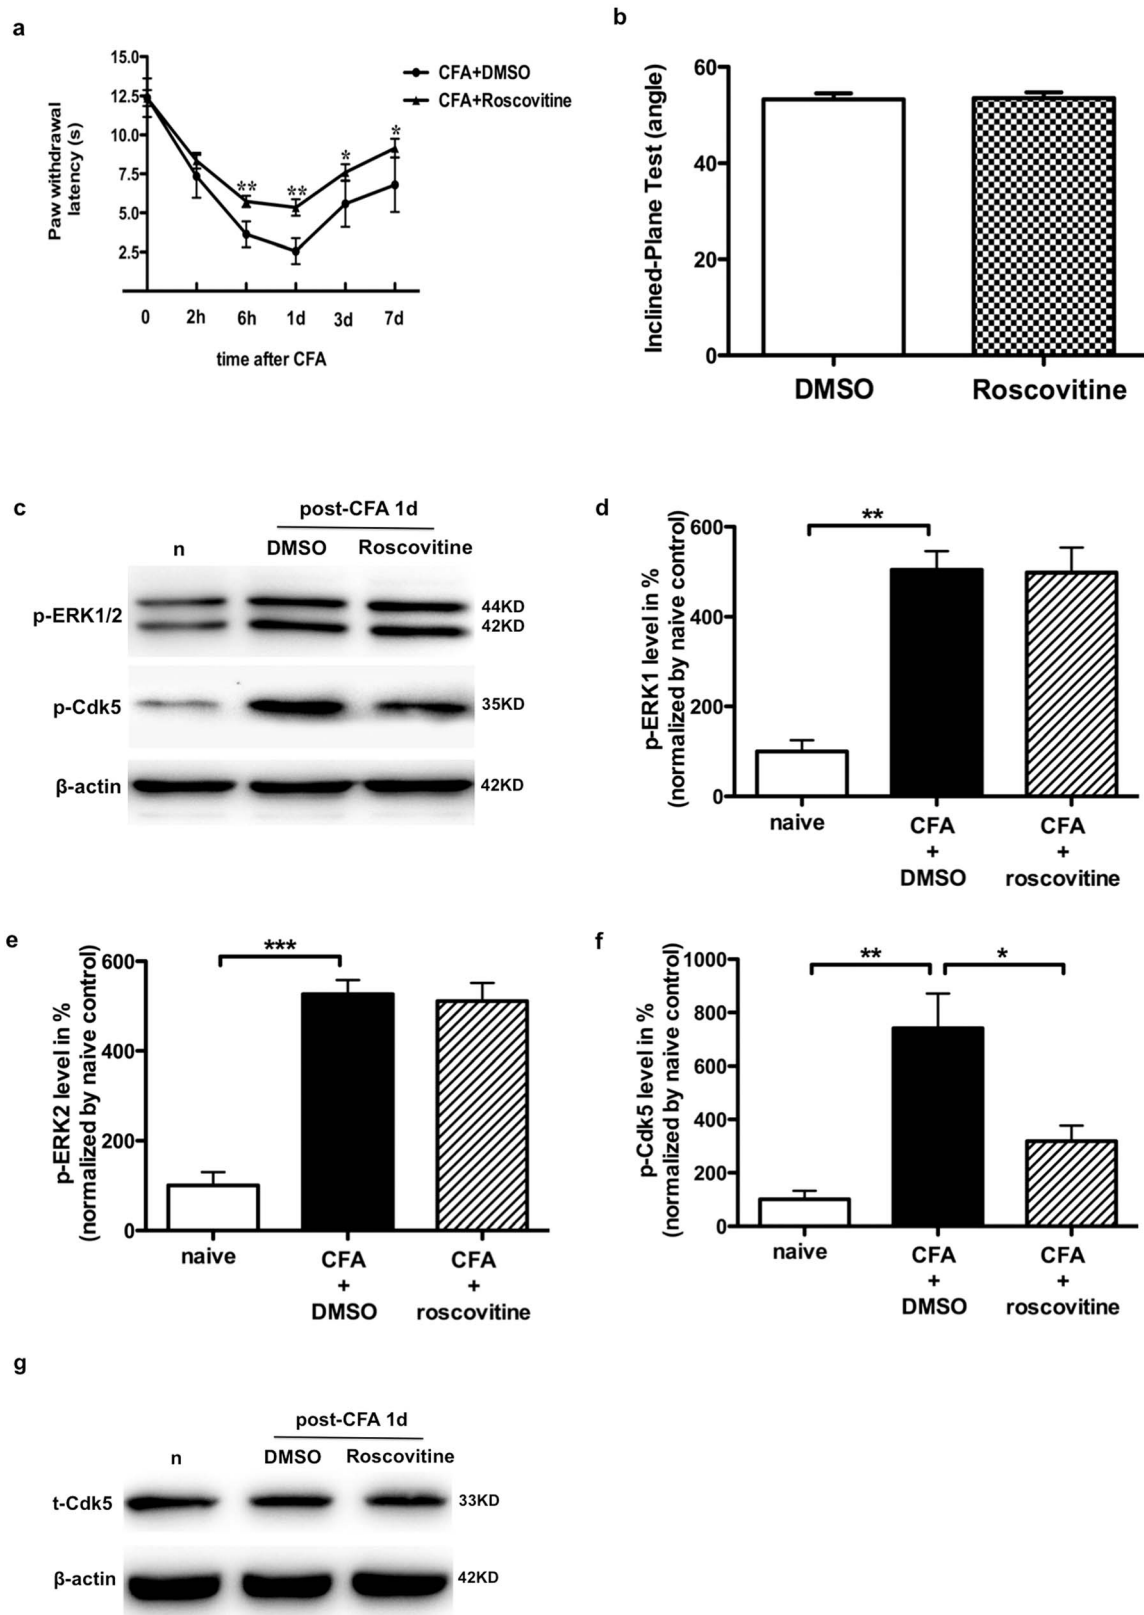 a
15.0
12.5
10.0
7.5
5.0
2.5
Paw withdrawal
latency (s)
CFA+DMSO
CFA+Roscovitine
**
**
*
*
0 2h 6h 1d 3d 7d
time after CFA
b
Inclined-Plane Test (angle)
60
40
20
0
DMSO Roscovitine
c
post-CFA 1d
n DMSO Roscovitine
p-ERK1/2
44KD
42KD
p-Cdk5 35KD
β-actin 42KD
d
p-ERK1 level in %
(normalized by naive control)
600
400
200
0
**
naive CFA CFA
+ +
DMSO roscovitine
e
p-ERK2 level in %
(normalized by naive control)
600
400
200
0
***
naive CFA CFA
+ +
DMSO roscovitine
f
p-Cdk5 level in %
(normalized by naive control)
1000
800
600
400
200
0
** *
naive CFA CFA
+ +
DMSO roscovitine
g
post-CFA 1d
n DMSO Roscovitine
t-Cdk5 33KD
β-actin 42KD